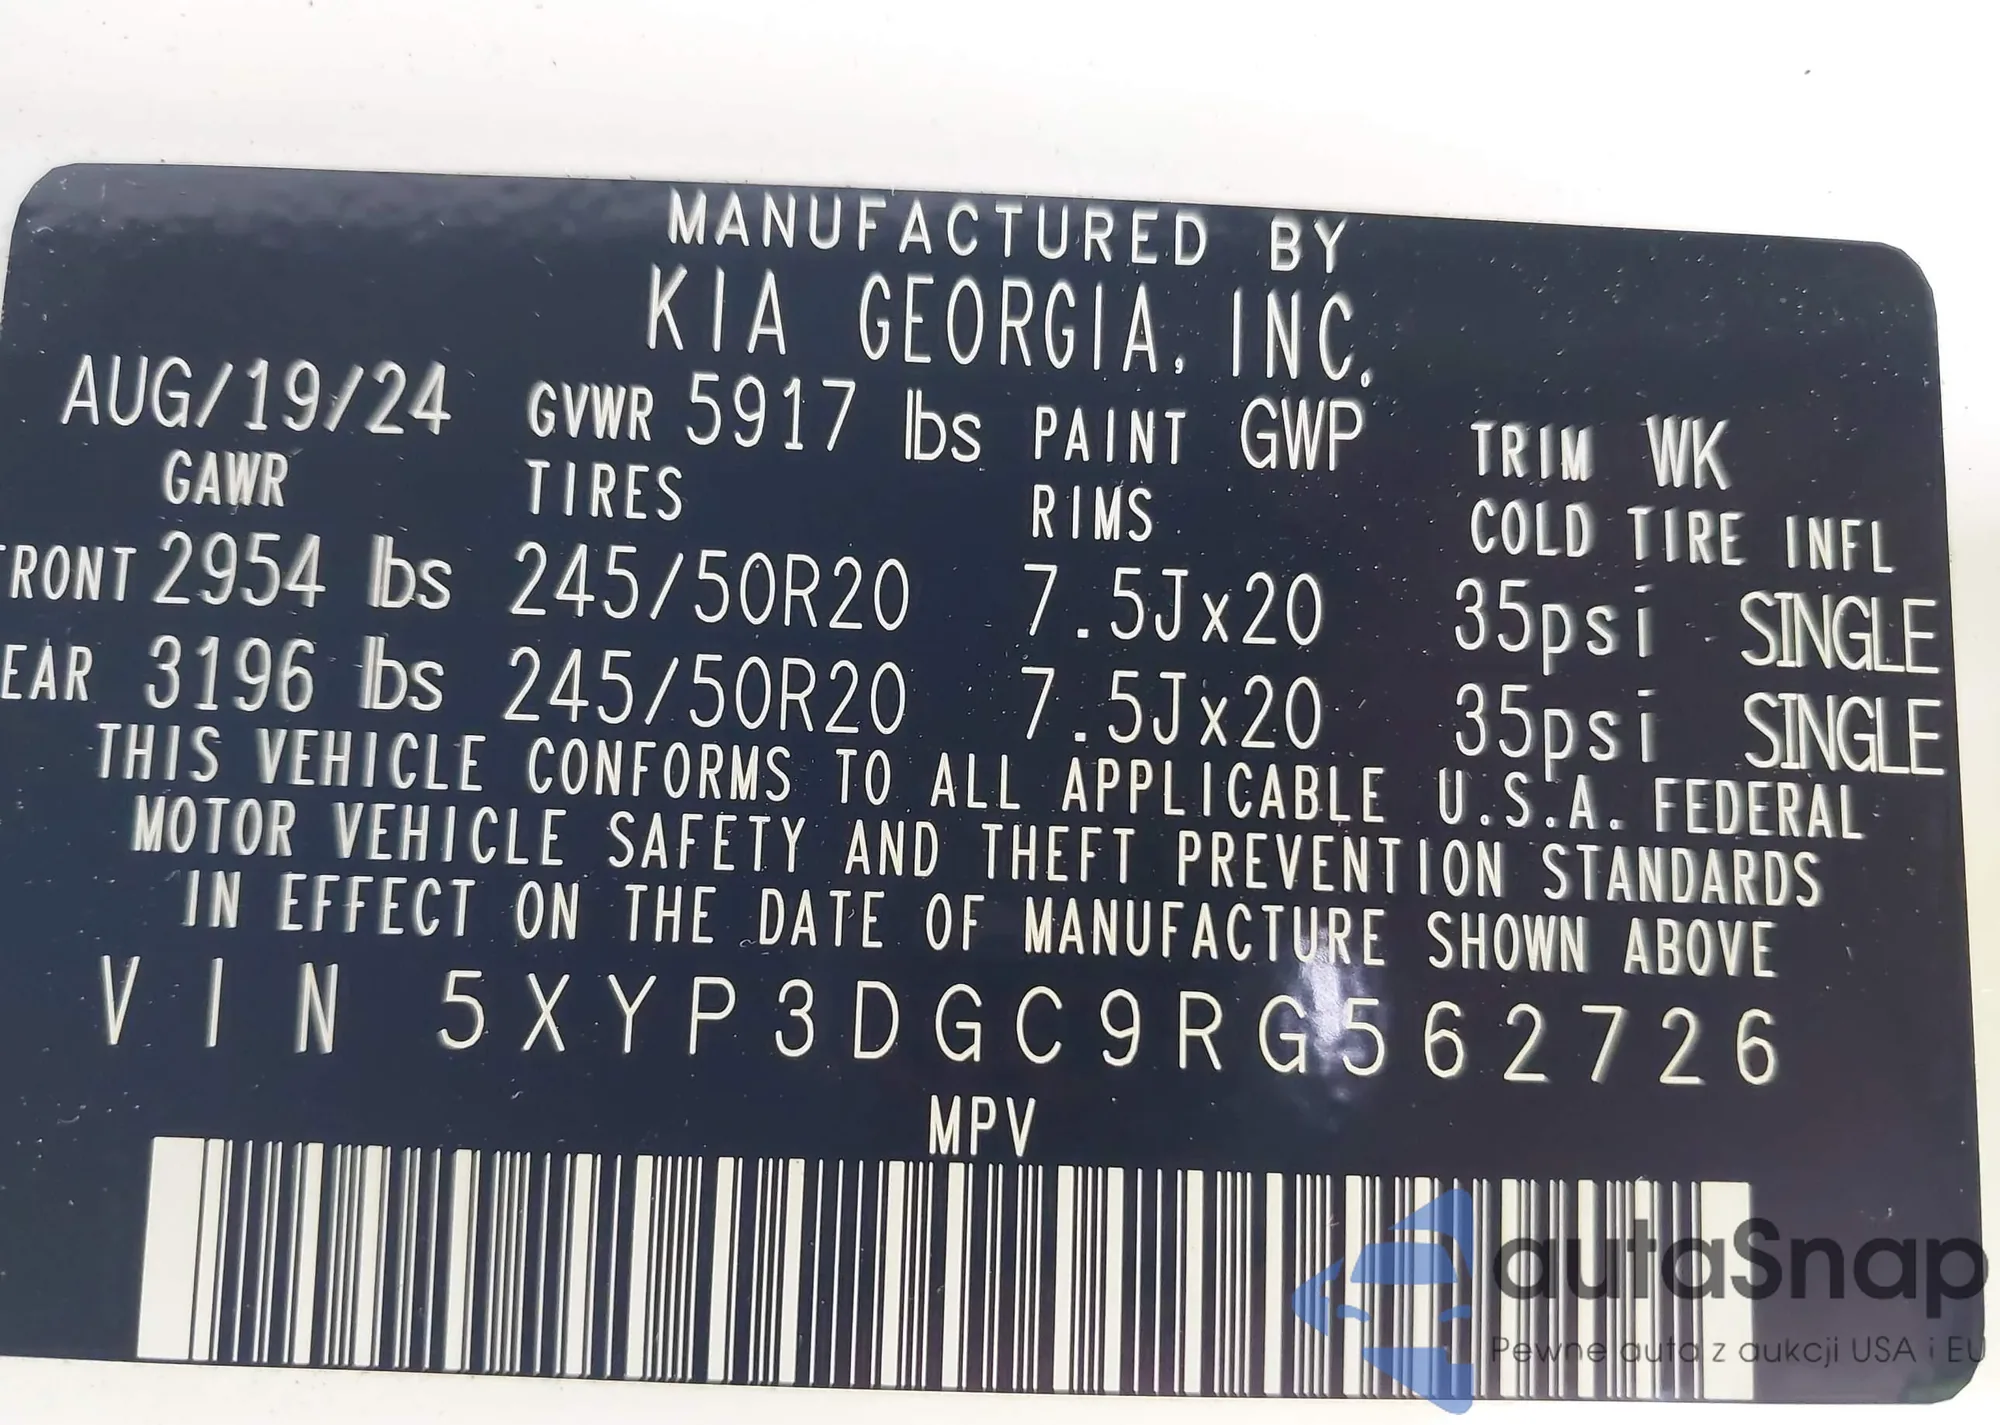 MANUFACTURED BY
KIA GEORGIA, INC.
AUG/19/24 GVWR 5917 lbs PAINT GWP TRIM WK
GAWR TIRES RIMS COLD TIRE INFL
RONT 2954 lbs 245/50R20 7.5Jx20 35psi SINGLE
EAR 3196 lbs 245/50R20 7.5Jx20 35psi SINGLE
THIS VEHICLE CONFORMS TO ALL APPLICABLE U.S.A. FEDERAL
MOTOR VEHICLE SAFETY AND THEFT PREVENTION STANDARDS
IN EFFECT ON THE DATE OF MANUFACTURE SHOWN ABOVE
VIN 5XYP3DGC9RG562726
MPV
autaSnap
Pewne auta z aukcji USA i EU